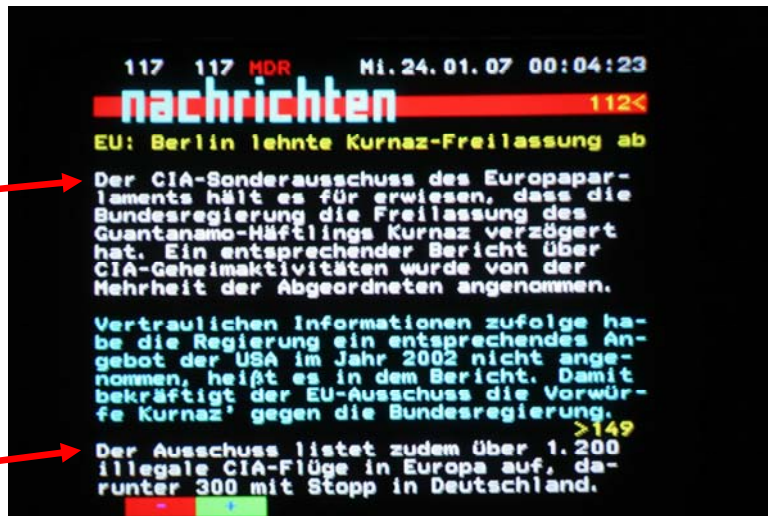 117 117 MDR Mi.24.01.07 00:04:23
nachrichten 112<
EU: Berlin lehnte Kurnaz-Freilassung ab
Der CIA-Sonderausschuss des Europapar-
laments hält es für erwiesen, dass die
Bundesregierung die Freilassung des
Guantanamo-Häftlings Kurnaz verzögert
hat. Ein entsprechender Bericht über
CIA-Geheimaktivitäten wurde von der
Mehrheit der Abgeordneten angenommen.
Vertraulichen Informationen zufolge ha-
be die Regierung ein entsprechendes An-
gebot der USA im Jahr 2002 nicht ange-
nommen, heißt es in dem Bericht. Damit
bekräftigt der EU-Ausschuss die Vorwür-
fe Kurnaz' gegen die Bundesregierung.
>149
Der Ausschuss listet zudem über 1.200
illegale CIA-Flüge in Europa auf, da-
runter 300 mit Stopp in Deutschland.
- +